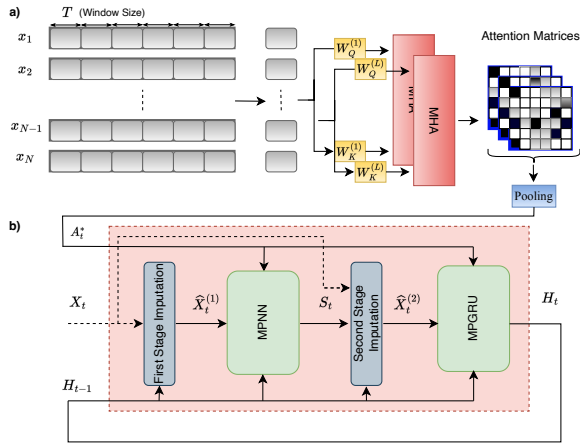 a)
T (Window Size)
x_1
x_2
x_{N-1}
x_N
W_Q^{(1)}
W_Q^{(L)}
W_K^{(1)}
W_K^{(L)}
MHA
MHA
Attention Matrices
Pooling
b)
A_t^*
X_t
First Stage Imputation
\widehat{X}_t^{(1)}
MPNN
S_t
Second Stage
Imputation
\widehat{X}_t^{(2)}
MPGRU
H_t
H_{t-1}